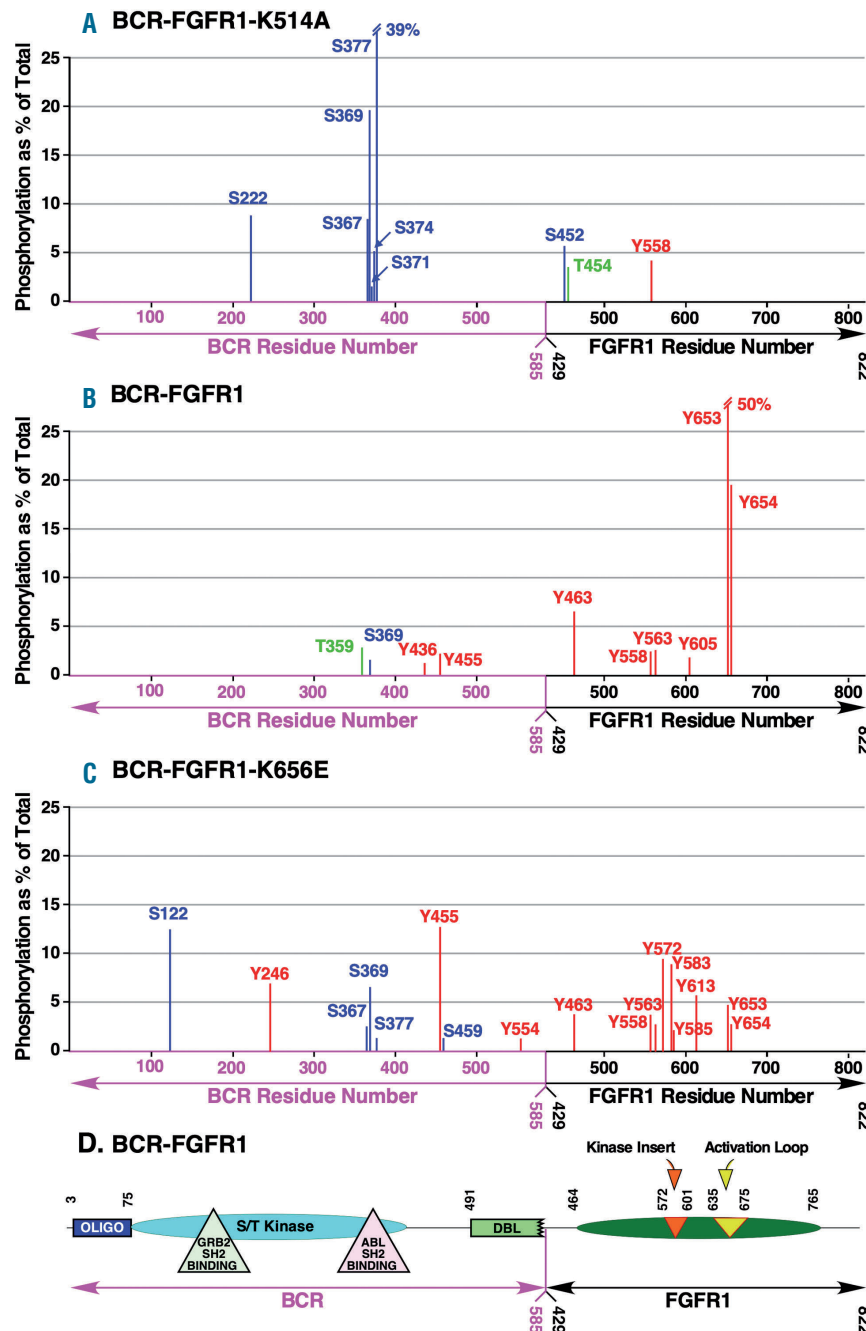 A BCR-FGFR1-K514A
Phosphorylation as % of Total
25
20
15
10
5
0
S222
S367
S369
S377
39%
S374
S371
S452
T454
Y558
100 200 300 400 500 500 600 700 800
BCR Residue Number
585
429
FGFR1 Residue Number
B BCR-FGFR1
Phosphorylation as % of Total
25
20
15
10
5
0
T359
S369
Y436
Y455
Y463
Y558
Y563
Y605
Y653
50%
Y654
100 200 300 400 500 500 600 700 800
BCR Residue Number
585
429
FGFR1 Residue Number
C BCR-FGFR1-K656E
Phosphorylation as % of Total
25
20
15
10
5
0
S122
Y246
S367
S369
S377
Y455
S459
Y554
Y463
Y558
Y563
Y572
Y583
Y585
Y613
Y653
Y654
100 200 300 400 500 500 600 700 800
BCR Residue Number
585
429
FGFR1 Residue Number
D. BCR-FGFR1
Kinase Insert
Activation Loop
3
75
491
464
572
601
635
675
765
OLIGO
S/T Kinase
GRB2
SH2
BINDING
ABL
SH2
BINDING
DBL
BCR
585
429
FGFR1